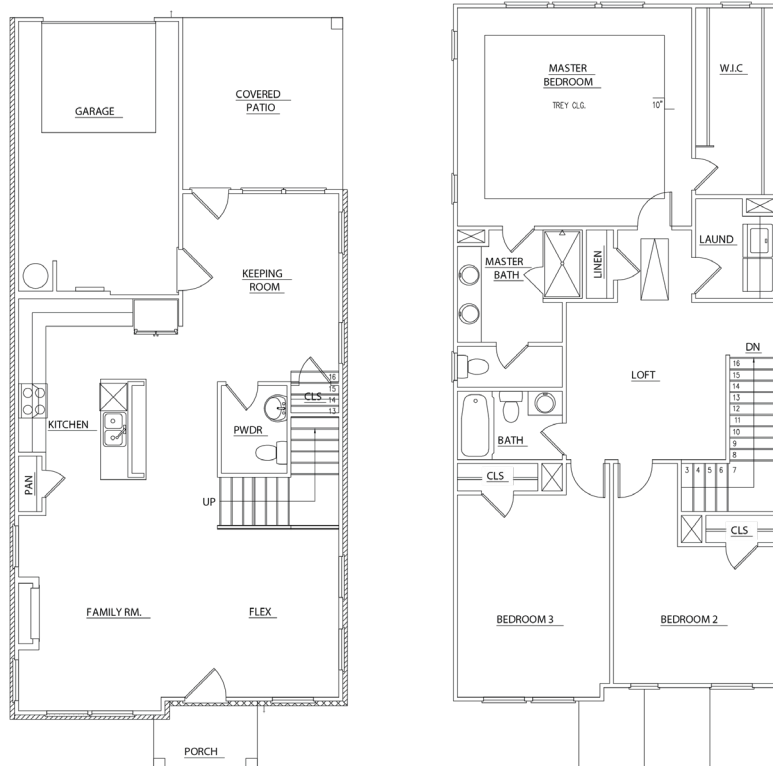 GARAGE
COVERED
PATIO
KEEPING
ROOM
16
15
CLS
14
13
KITCHEN
PWDR
PAN
UP
FAMILY RM.
FLEX
PORCH
MASTER
BEDROOM
TREY CLG.
10"
W.I.C
LAUND
MASTER
BATH
LINEN
DN
LOFT
16
15
14
13
12
11
10
9
8
3 4 5 6 7
BATH
CLS
CLS
BEDROOM 3
BEDROOM 2